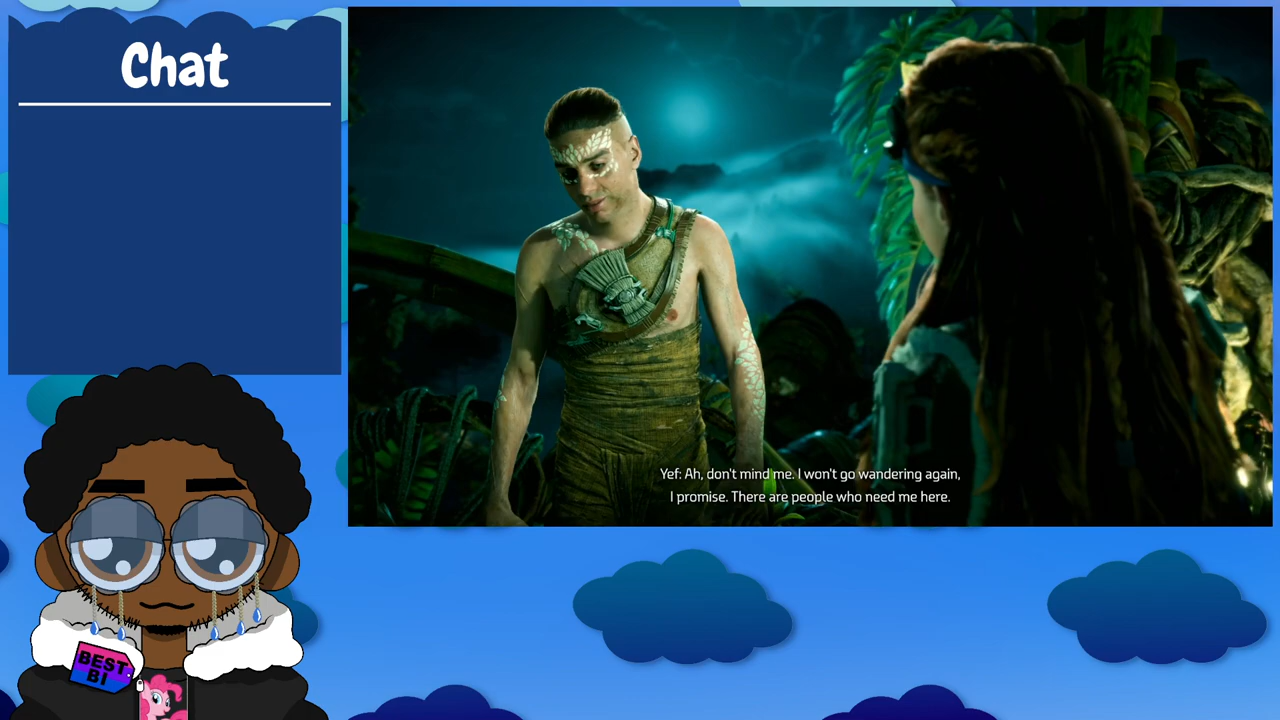 Chat
Yef: Ah, don't mind me. I won't go wandering again,
I promise. There are people who need me here.
BEST.
BI